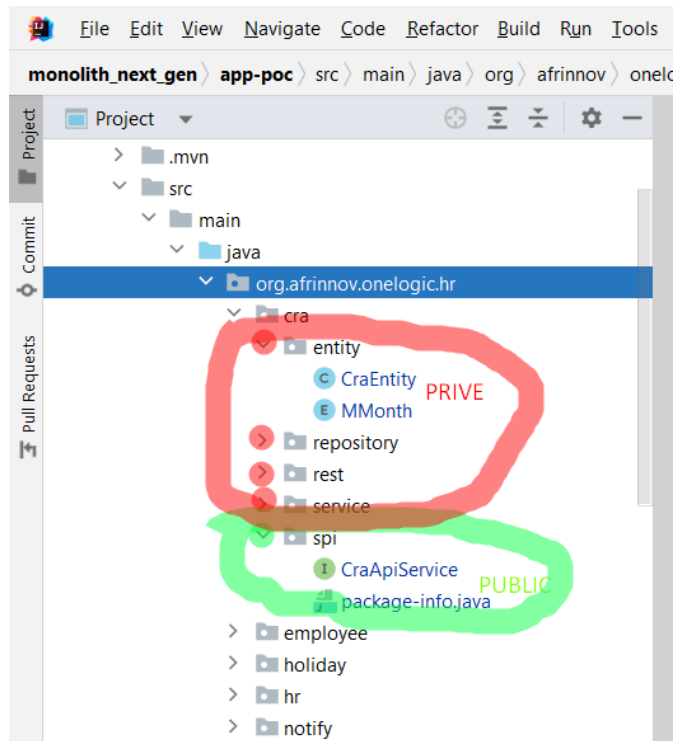 File Edit View Navigate Code Refactor Build Run Tools
monolith_next_gen > app-poc > src > main > java > org > afrinnov >
Project
Project
Commit
Pull Requests
.mvn
src
main
java
org.afrinnov.onelogic.hr
cra
entity
CraEntity
PRIVE
MMonth
repository
rest
service
spi
CraApiService
PUBLIC
package-info.java
employee
holiday
hr
notify